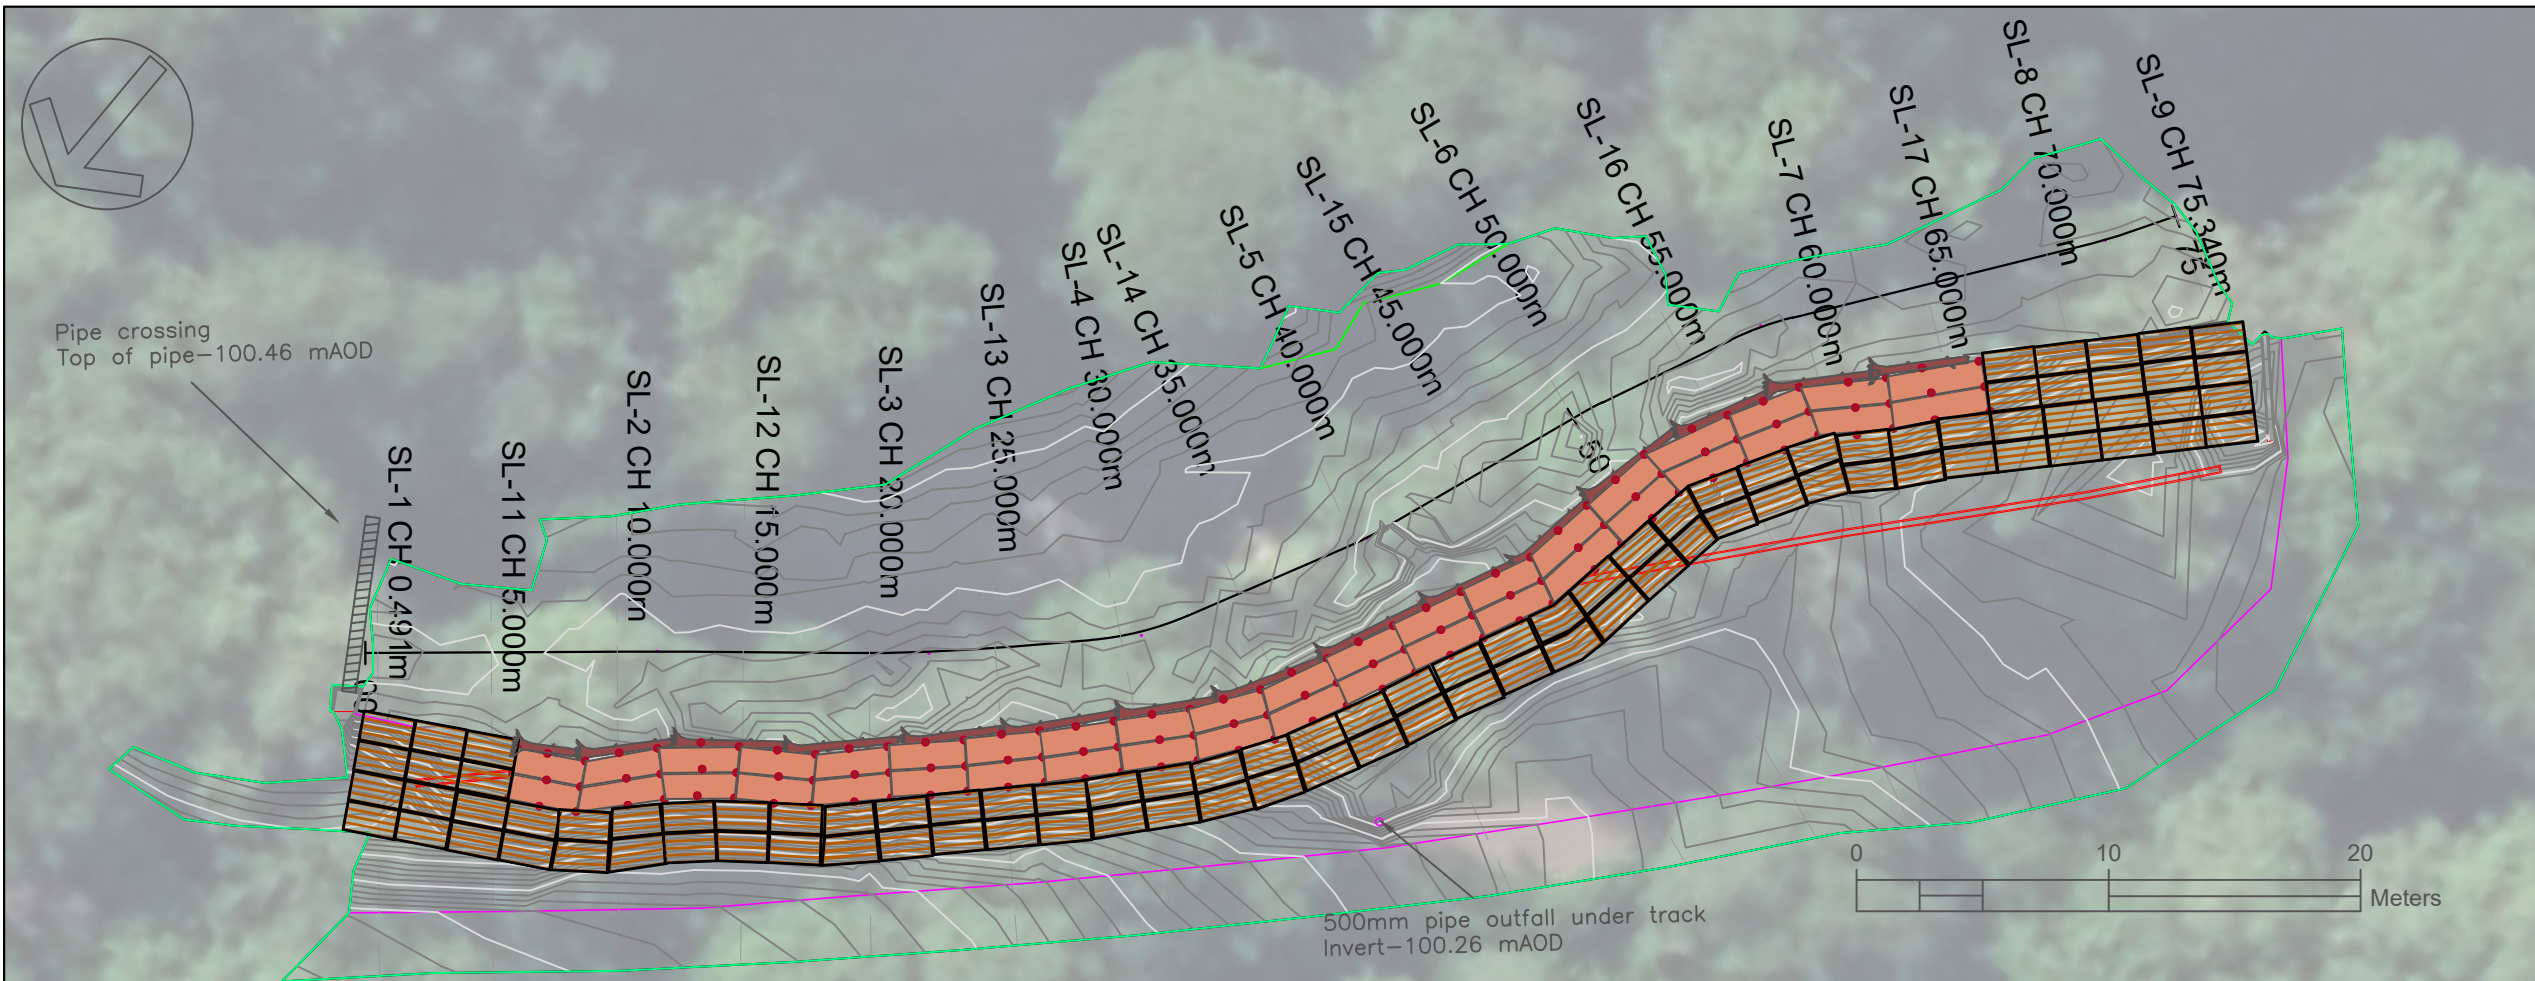 Pipe crossing
Top of pipe-100.46 mAOD
SL-1 CH 0.491m
SL-11 CH 5.000m
SL-2 CH 10.000m
SL-12 CH 15.000m
SL-3 CH 20.000m
SL-13 CH 25.000m
SL-4 CH 30.000m
SL-14 CH 35.000m
SL-5 CH 40.000m
SL-15 CH 45.000m
SL-6 CH 50.000m
SL-16 CH 55.000m
SL-7 CH 60.000m
SL-17 CH 65.000m
SL-8 CH 70.000m
SL-9 CH 75.340m
50
75
500mm pipe outfall under track
Invert-100.26 mAOD
0 10 20
Meters